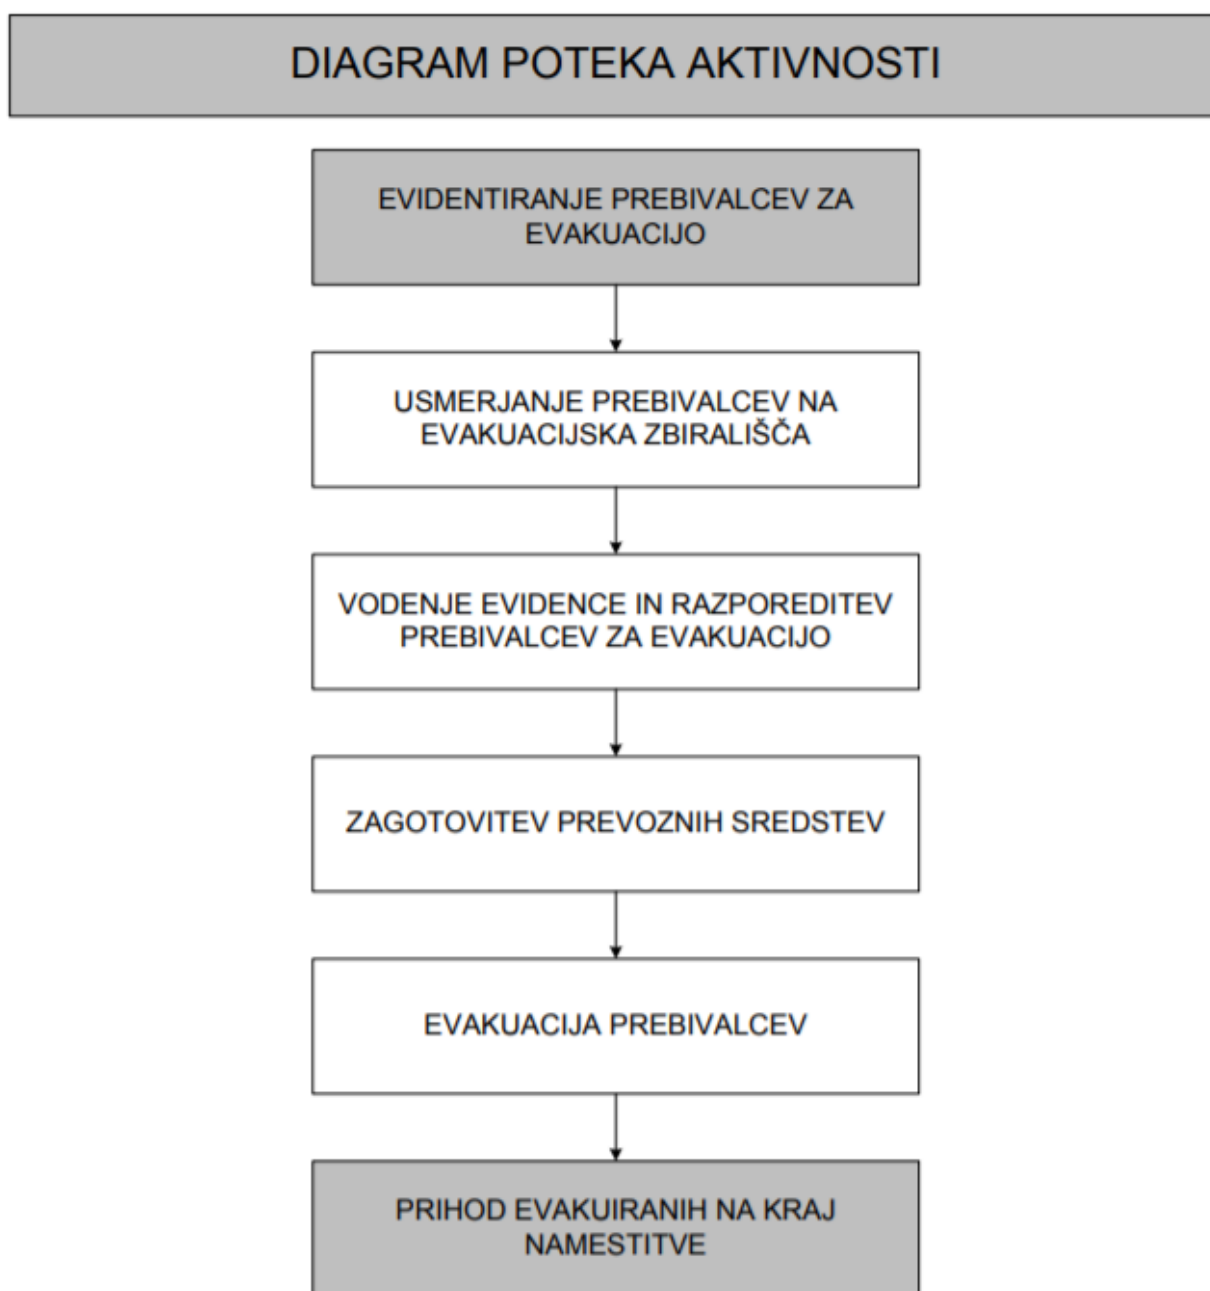 DIAGRAM POTEKA AKTIVNOSTI
EVIDENTIRANJE PREBIVALCEV ZA
EVAKUACIJO
USMERJANJE PREBIVALCEV NA
EVAKUACIJSKA ZBIRALIŠČA
VODENJE EVIDENCE IN RAZPOREDITEV
PREBIVALCEV ZA EVAKUACIJO
ZAGOTOVITEV PREVOZNIH SREDSTEV
EVAKUACIJA PREBIVALCEV
PRIHOD EVAKUIRANIH NA KRAJ
NAMESTITVE